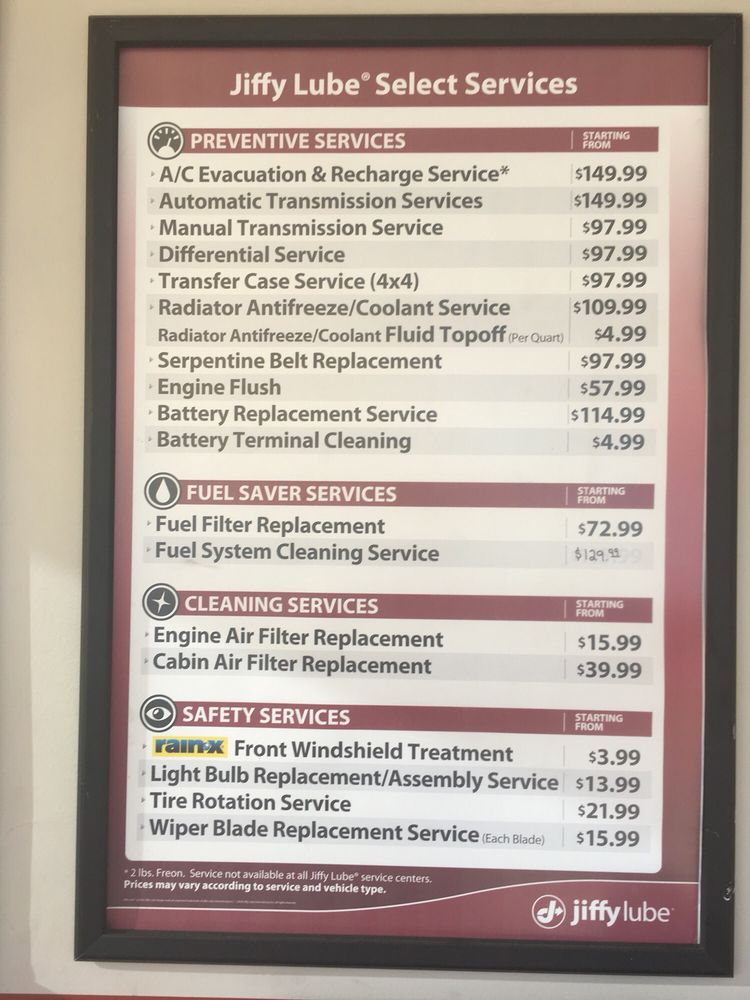 Jiffy Lube® Select Services
PREVENTIVE SERVICES STARTING FROM
A/C Evacuation & Recharge Service* $149.99
Automatic Transmission Services $149.99
Manual Transmission Service $97.99
Differential Service $97.99
Transfer Case Service (4x4) $97.99
Radiator Antifreeze/Coolant Service $109.99
Radiator Antifreeze/Coolant Fluid Topoff (Per Quart) $4.99
Serpentine Belt Replacement $97.99
Engine Flush $57.99
Battery Replacement Service $114.99
Battery Terminal Cleaning $4.99
FUEL SAVER SERVICES STARTING FROM
Fuel Filter Replacement $72.99
Fuel System Cleaning Service $129.99
CLEANING SERVICES STARTING FROM
Engine Air Filter Replacement $15.99
Cabin Air Filter Replacement $39.99
SAFETY SERVICES STARTING FROM
rain-x Front Windshield Treatment $3.99
Light Bulb Replacement/Assembly Service $13.99
Tire Rotation Service $21.99
Wiper Blade Replacement Service (Each Blade) $15.99
* 2 lbs. Freon. Service not available at all Jiffy Lube® service centers.
Prices may vary according to service and vehicle type.
jiffylube